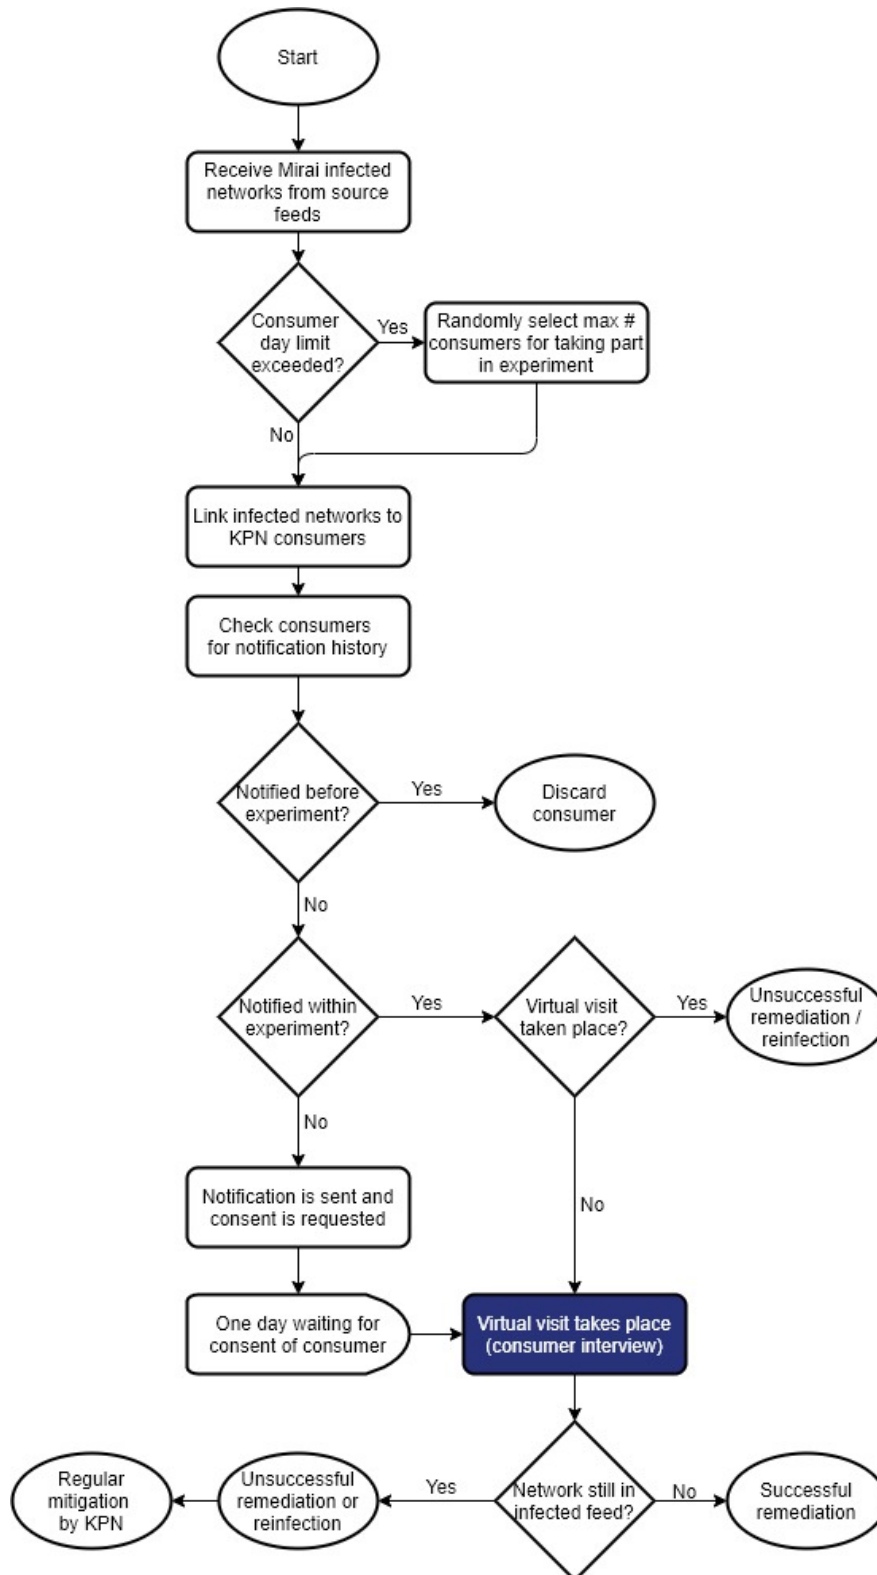 Start
Receive Mirai infected
networks from source
feeds
Consumer
day limit
exceeded?
Yes
Randomly select max #
consumers for taking part
in experiment
No
Link infected networks to
KPN consumers
Check consumers
for notification history
Notified before
experiment?
Yes
Discard
consumer
No
Notified within
experiment?
Yes
Virtual visit
taken place?
Yes
Unsuccessful
remediation /
reinfection
No
Notification is sent and
consent is requested
No
One day waiting for
consent of consumer
Virtual visit takes place
(consumer interview)
Regular
mitigation
by KPN
Unsuccessful
remediation or
reinfection
Yes
Network still in
infected feed?
No
Successful
remediation